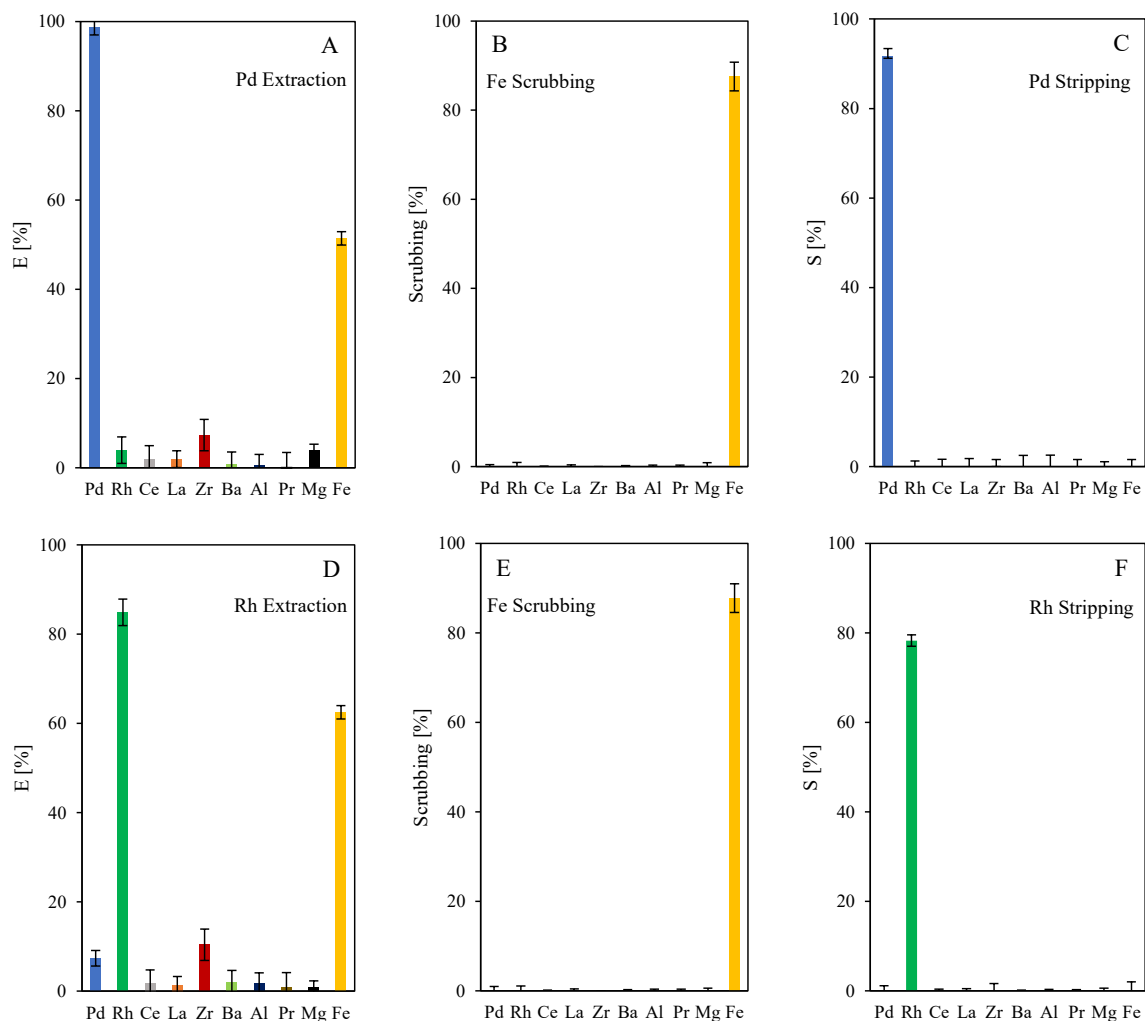 100
80
60
40
20
0
E [%]
A
Pd Extraction
Pd Rh Ce La Zr Ba Al Pr Mg Fe
100
80
60
40
20
0
Scrubbing [%]
B
Fe Scrubbing
Pd Rh Ce La Zr Ba Al Pr Mg Fe
100
80
60
40
20
0
S [%]
C
Pd Stripping
Pd Rh Ce La Zr Ba Al Pr Mg Fe
100
80
60
40
20
0
E [%]
D
Rh Extraction
Pd Rh Ce La Zr Ba Al Pr Mg Fe
100
80
60
40
20
0
Scrubbing [%]
E
Fe Scrubbing
Pd Rh Ce La Zr Ba Al Pr Mg Fe
100
80
60
40
20
0
S [%]
F
Rh Stripping
Pd Rh Ce La Zr Ba Al Pr Mg Fe